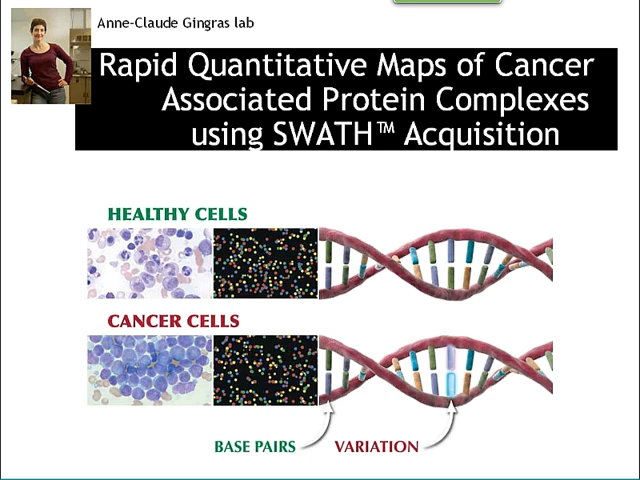 Anne-Claude Gingras lab
Rapid Quantitative Maps of Cancer
Associated Protein Complexes
using SWATH™ Acquisition
HEALTHY CELLS
CANCER CELLS
BASE PAIRS
VARIATION